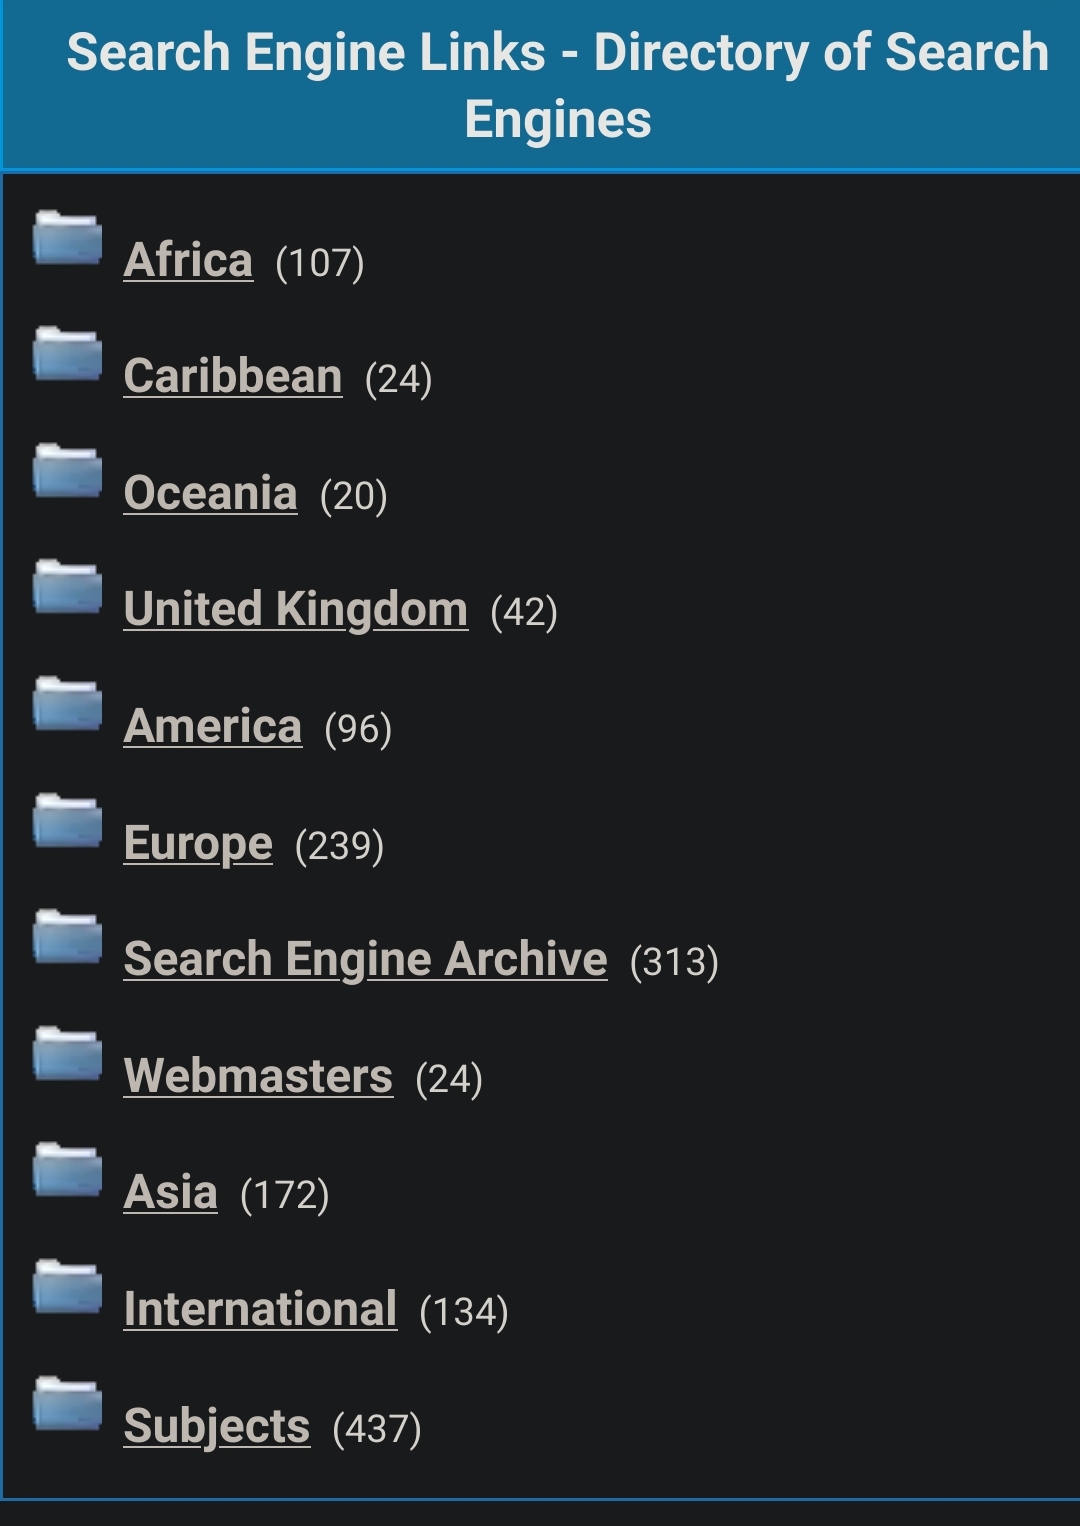 Search Engine Links - Directory of Search
Engines
Africa (107)
Caribbean (24)
Oceania (20)
United Kingdom (42)
America (96)
Europe (239)
Search Engine Archive (313)
Webmasters (24)
Asia (172)
International (134)
Subjects (437)